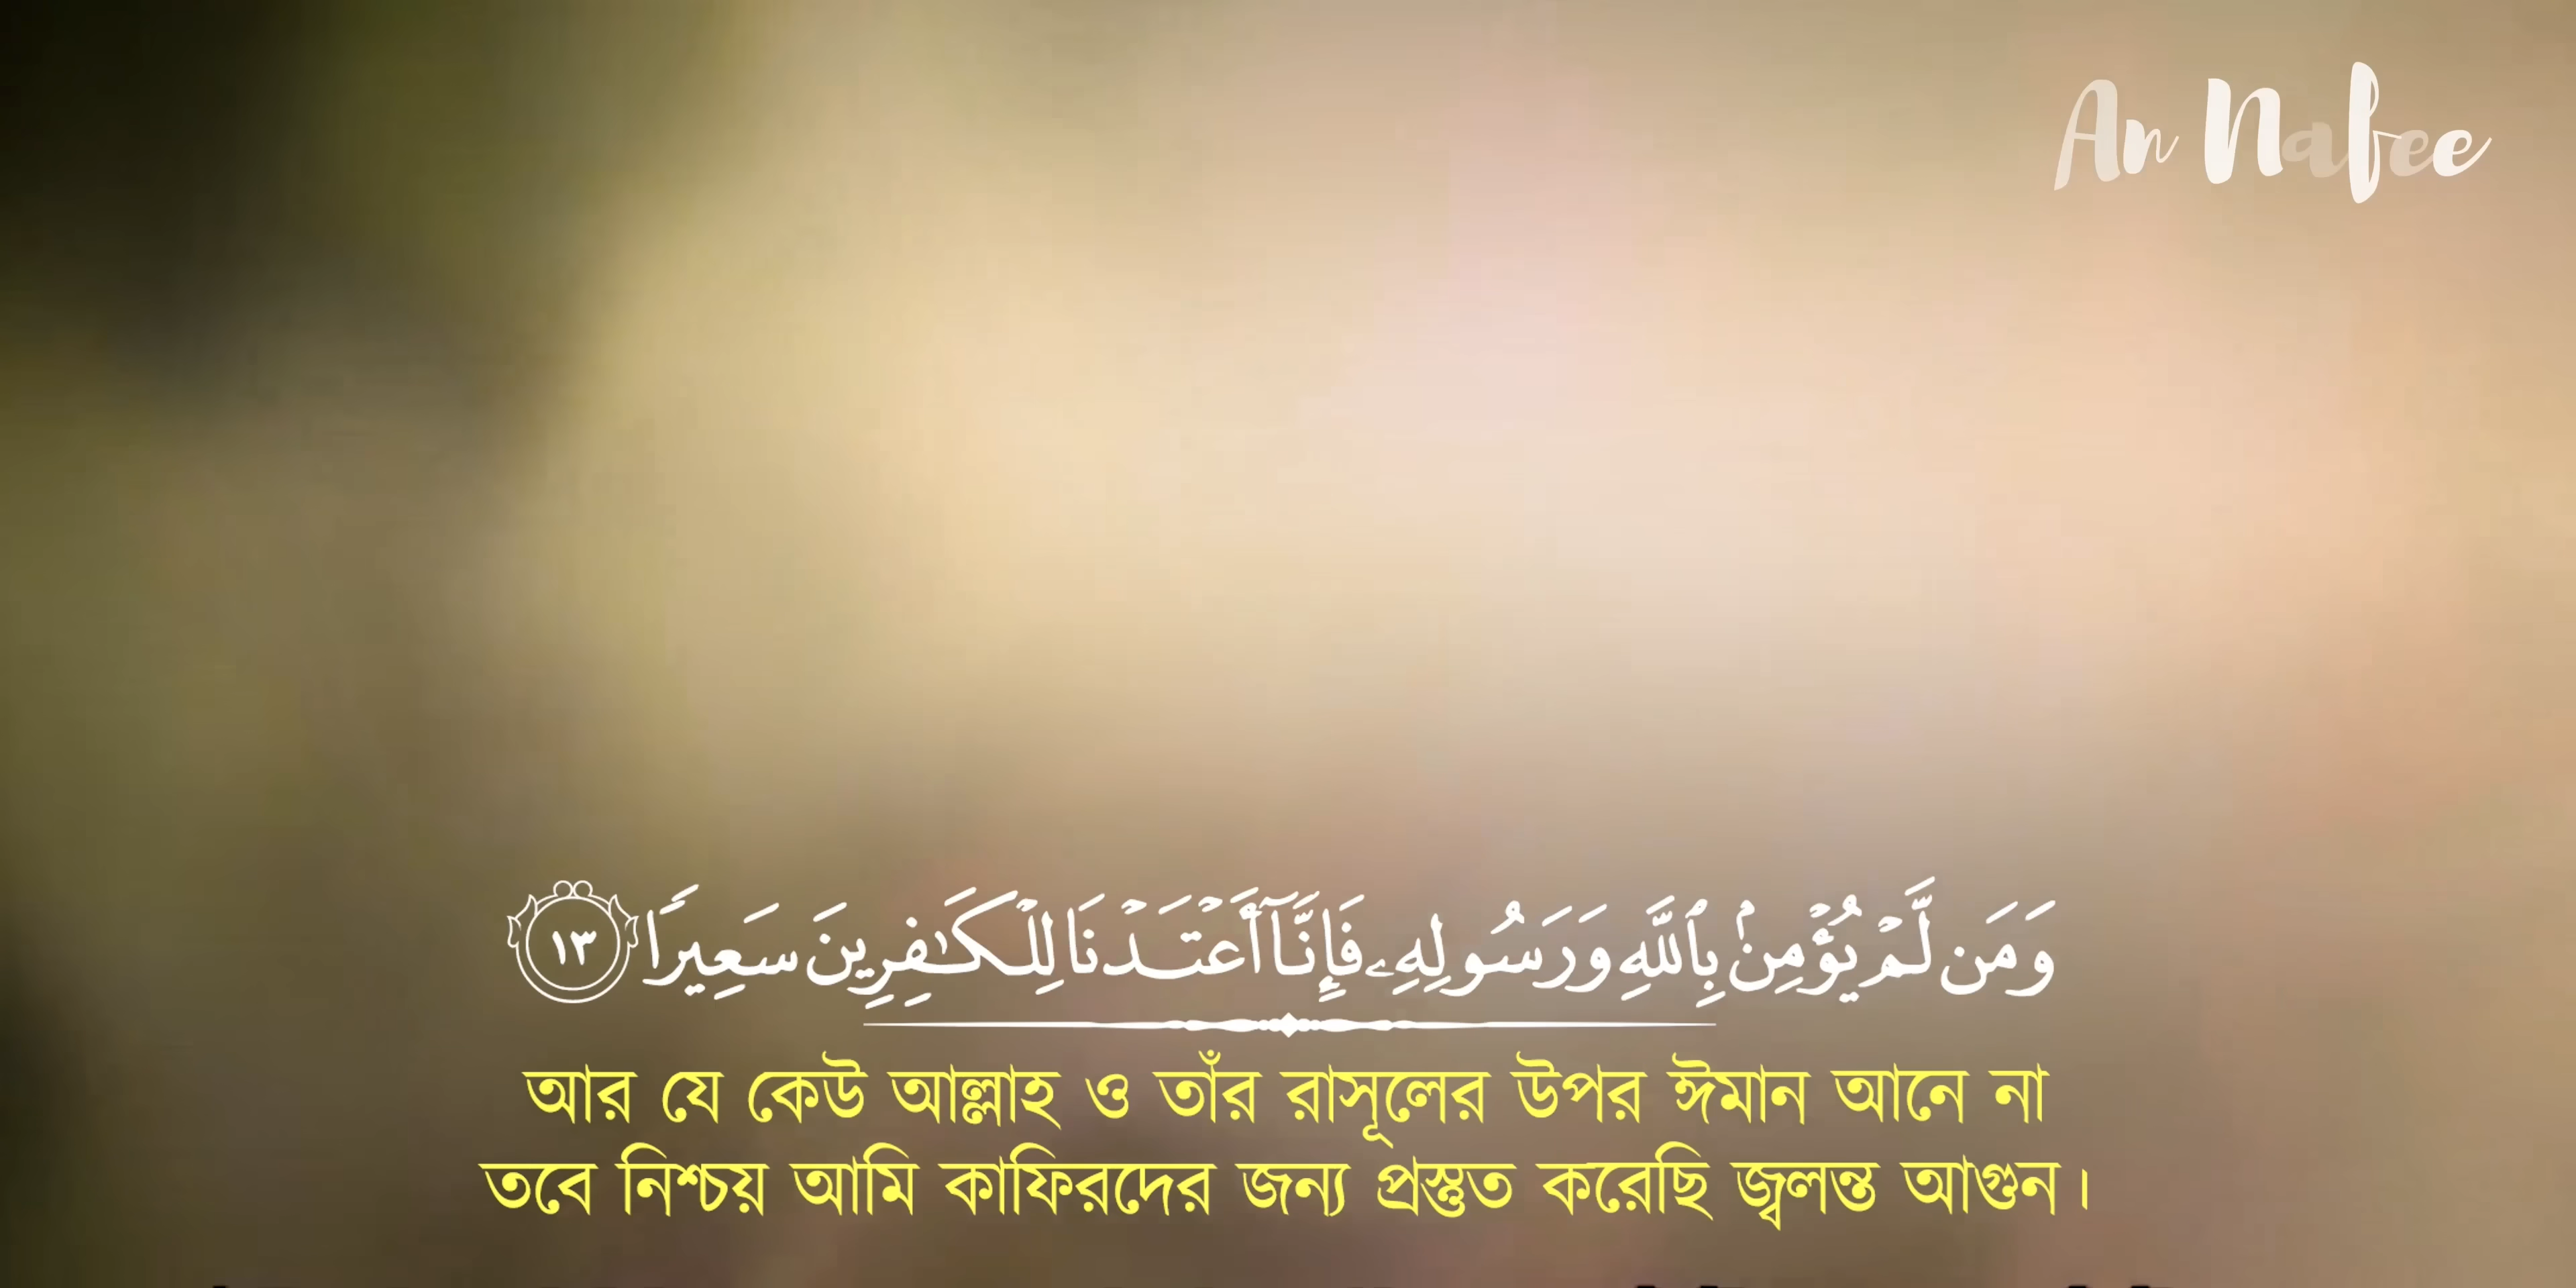 An Nafee
وَمَن لَّمْ يُؤْمِنۢ بِٱللَّهِ وَرَسُولِهِۦ فَإِنَّآ أَعْتَدْنَا لِلْكَـٰفِرِينَ سَعِيرًا ١٣
আর যে কেউ আল্লাহ ও তাঁর রাসূলের উপর ঈমান আনে না
তবে নিশ্চয় আমি কাফিরদের জন্য প্রস্তুত করেছি জ্বলন্ত আগুন।